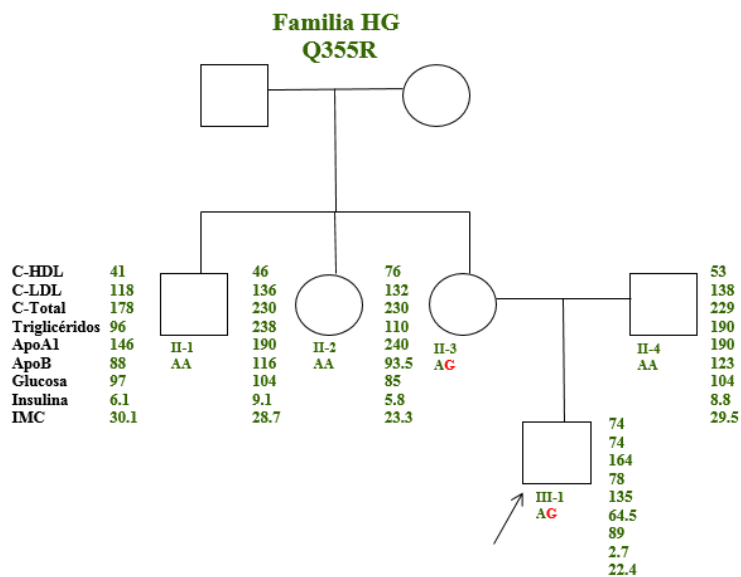 Familia HG
Q355R
C-HDL 41 46 76 53
C-LDL 118 136 132 138
C-Total 178 230 230 229
Triglicéridos 96 238 110 190
ApoA1 146 II-1 190 II-2 240 II-3 II-4 190
ApoB 88 AA 116 AA 93.5 AG AA 123
Glucosa 97 104 85 104
Insulina 6.1 9.1 5.8 8.8
IMC 30.1 28.7 23.3 29.5
74
74
164
78
III-1 135
AG 64.5
89
2.7
22.4